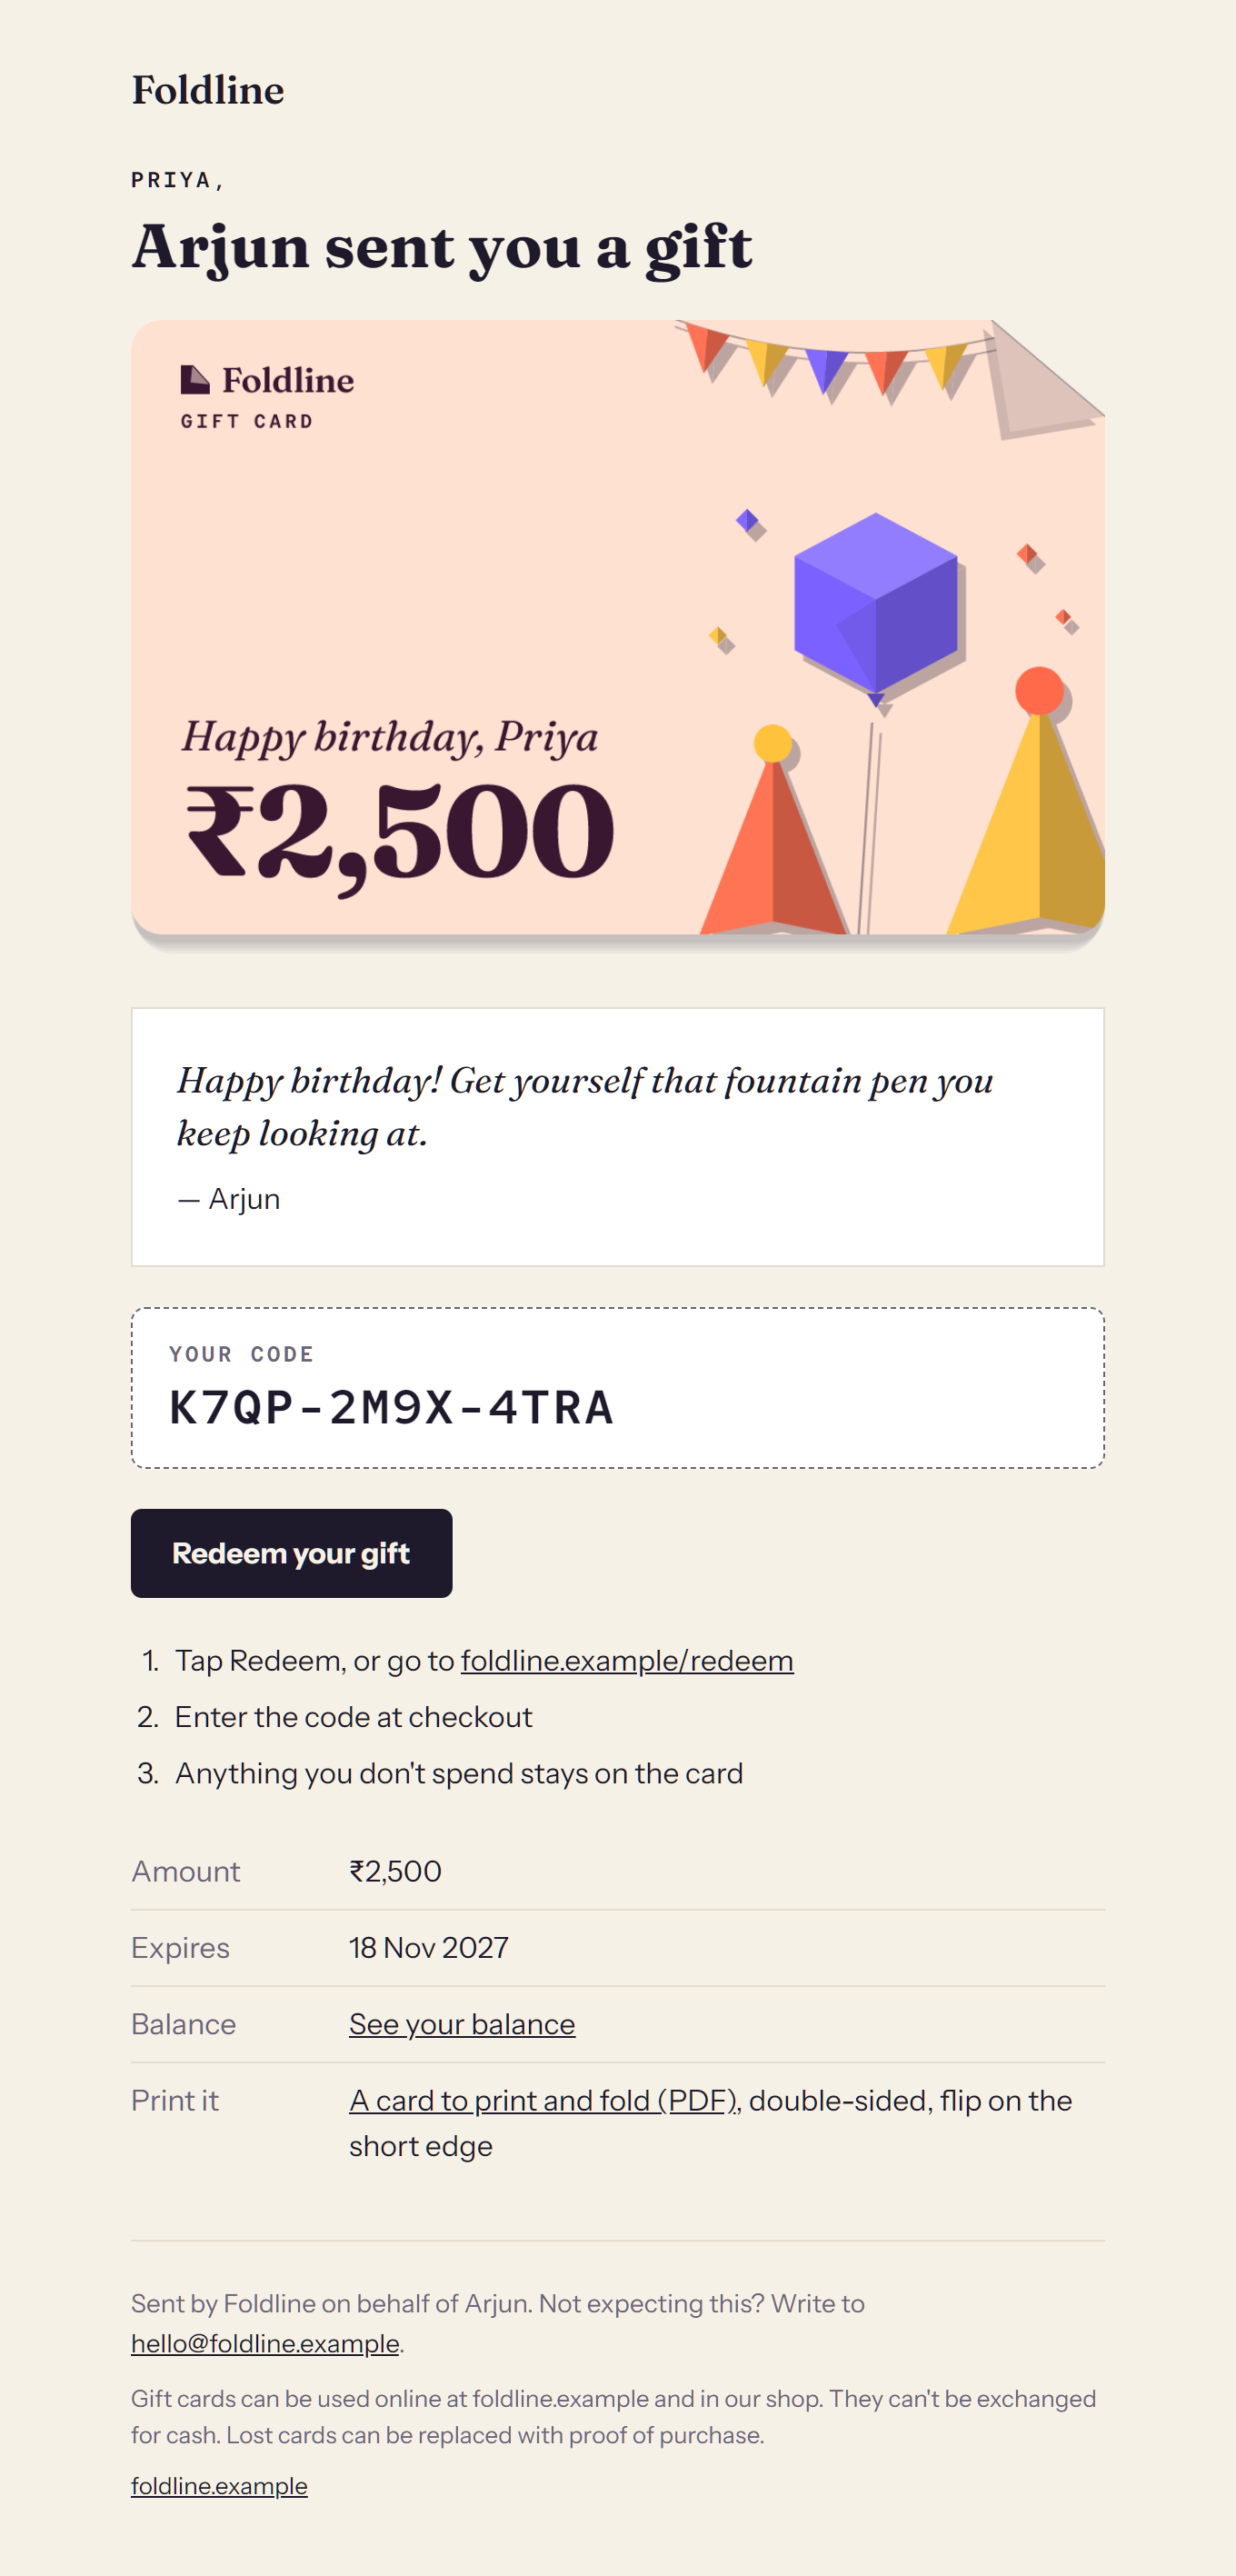 Foldline
PRIYA,
Arjun sent you a gift
Foldline
GIFT CARD
Happy birthday, Priya
₹2,500
Happy birthday! Get yourself that fountain pen you
keep looking at.
— Arjun
YOUR CODE
K7QP-2M9X-4TRA
Redeem your gift
1. Tap Redeem, or go to foldline.example/redeem
2. Enter the code at checkout
3. Anything you don't spend stays on the card
Amount ₹2,500
Expires 18 Nov 2027
Balance See your balance
Print it A card to print and fold (PDF), double-sided, flip on the
short edge
Sent by Foldline on behalf of Arjun. Not expecting this? Write to
hello@foldline.example.
Gift cards can be used online at foldline.example and in our shop. They can't be exchanged
for cash. Lost cards can be replaced with proof of purchase.
foldline.example